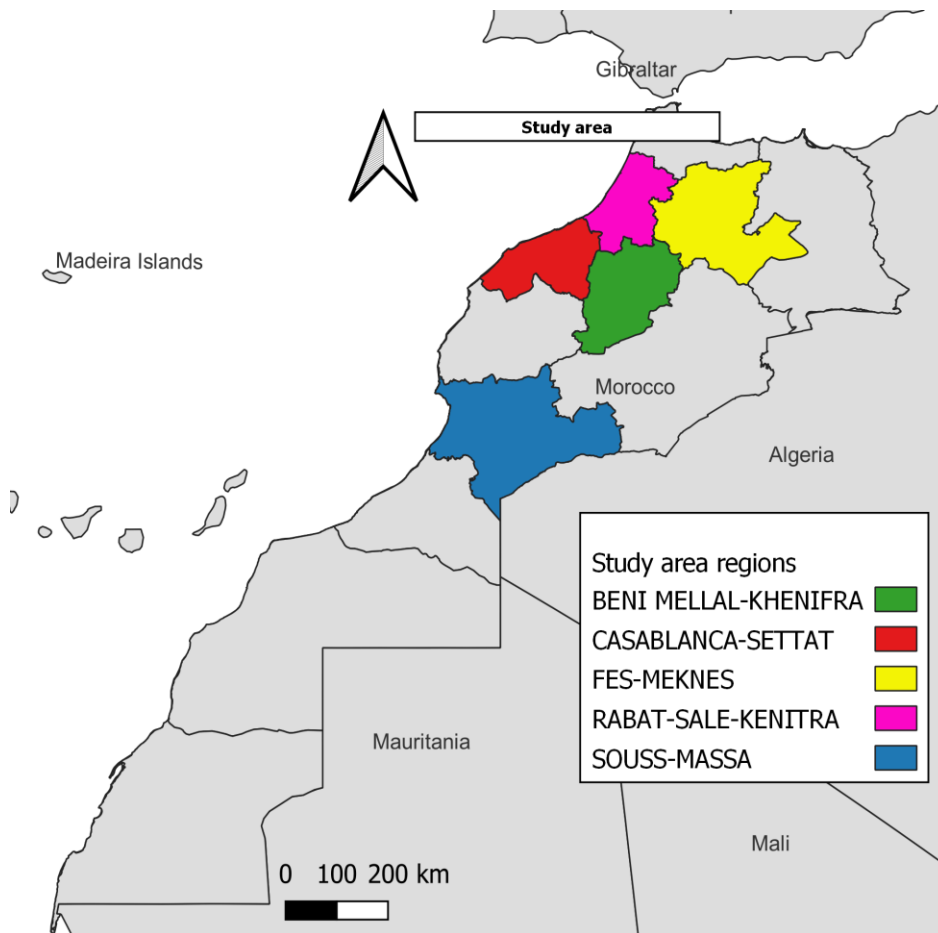 Gibraltar
Study area
Madeira Islands
Morocco
Algeria
Study area regions
BENI MELLAL-KHENIFRA
CASABLANCA-SETTAT
FES-MEKNES
RABAT-SALE-KENITRA
SOUSS-MASSA
Mauritania
Mali
0 100 200 km